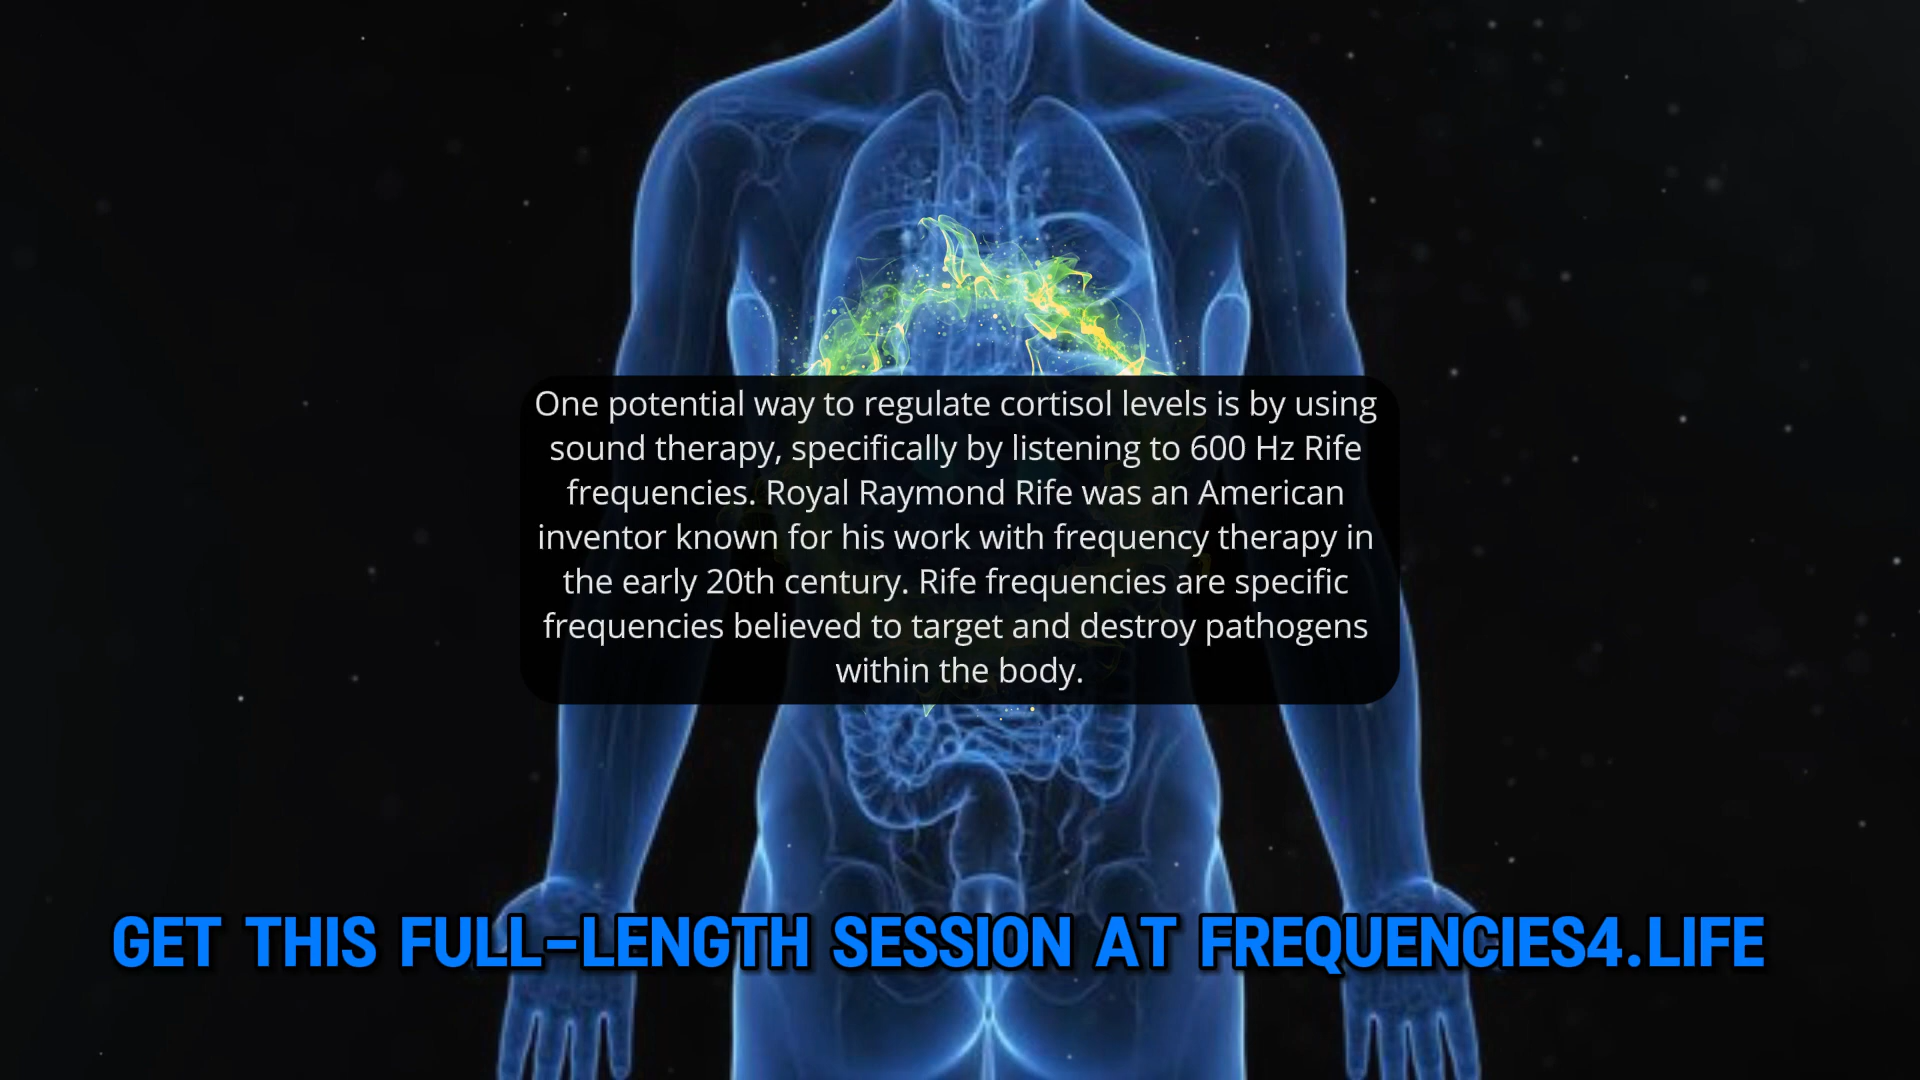 One potential way to regulate cortisol levels is by using
sound therapy, specifically by listening to 600 Hz Rife
frequencies. Royal Raymond Rife was an American
inventor known for his work with frequency therapy in
the early 20th century. Rife frequencies are specific
frequencies believed to target and destroy pathogens
within the body.
GET THIS FULL-LENGTH SESSION AT FREQUENCIES4.LIFE